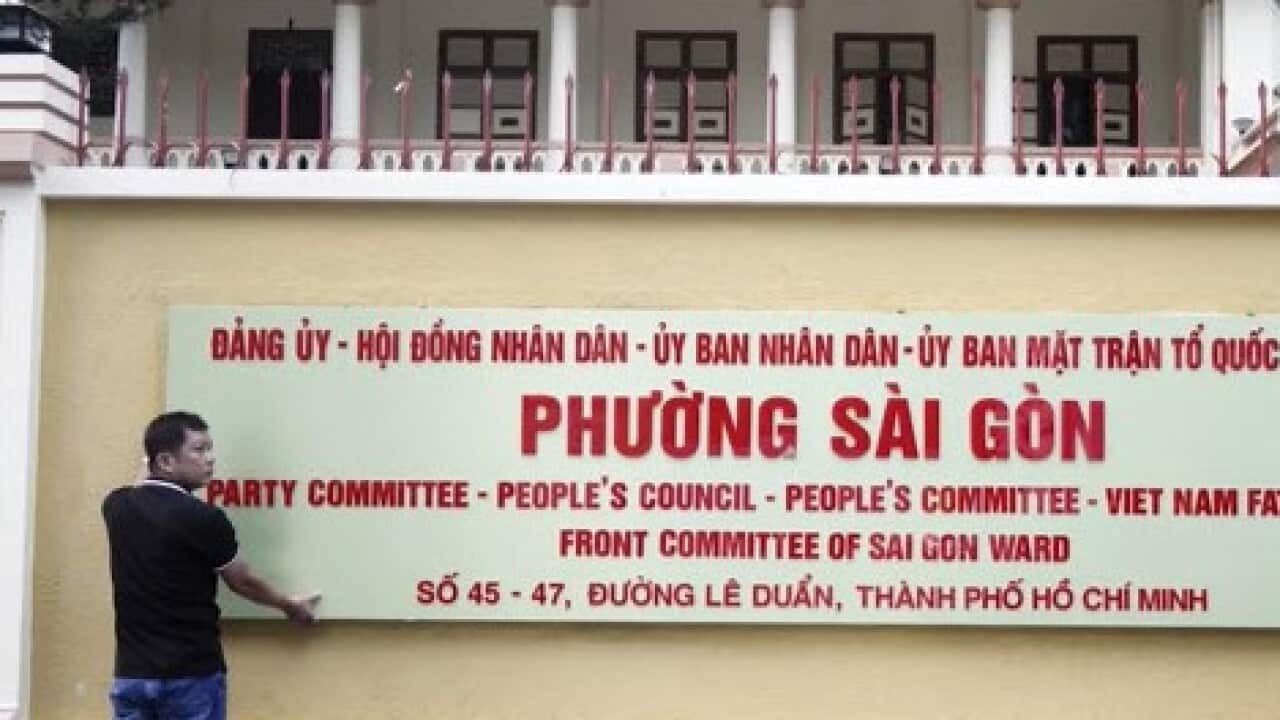 ĐẢNG ỦY - HỘI ĐỒNG NHÂN DÂN - ỦY BAN NHÂN DÂN - ỦY BAN MẶT TRẬN TỔ QUỐC
PHƯỜNG SÀI GÒN
PARTY COMMITTEE - PEOPLE'S COUNCIL - PEOPLE'S COMMITTEE - VIET NAM FA
FRONT COMMITTEE OF SAI GON WARD
SỐ 45 - 47, ĐƯỜNG LÊ DUẨN, THÀNH PHỐ HỒ CHÍ MINH